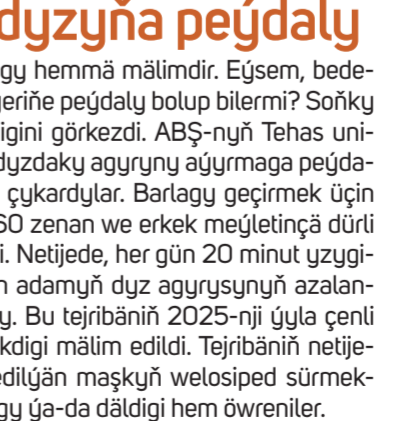 dyzyňa peýdaly
gy hemmä mälimdir. Eýsem, bede-
ýeriňe peýdaly bolup bilermi? Soňky
igini görkezdi. ABŞ-nyň Tehas uni-
dyzdaky agyryny aýyrmaga peýda-
çykardylar. Barlagy geçirmek üçin
60 zenan we erkek meýletinçä dürli
i. Netijede, her gün 20 minut yzygi-
n adamyň dyz agyrysynyň azalan-
y. Bu tejribäniň 2025-nji ýyla çenli
kdigi mälim edildi. Tejribäniň netije-
edilýän maşkyň welosiped sürmek-
gy ýa-da däldigi hem öwreniler.